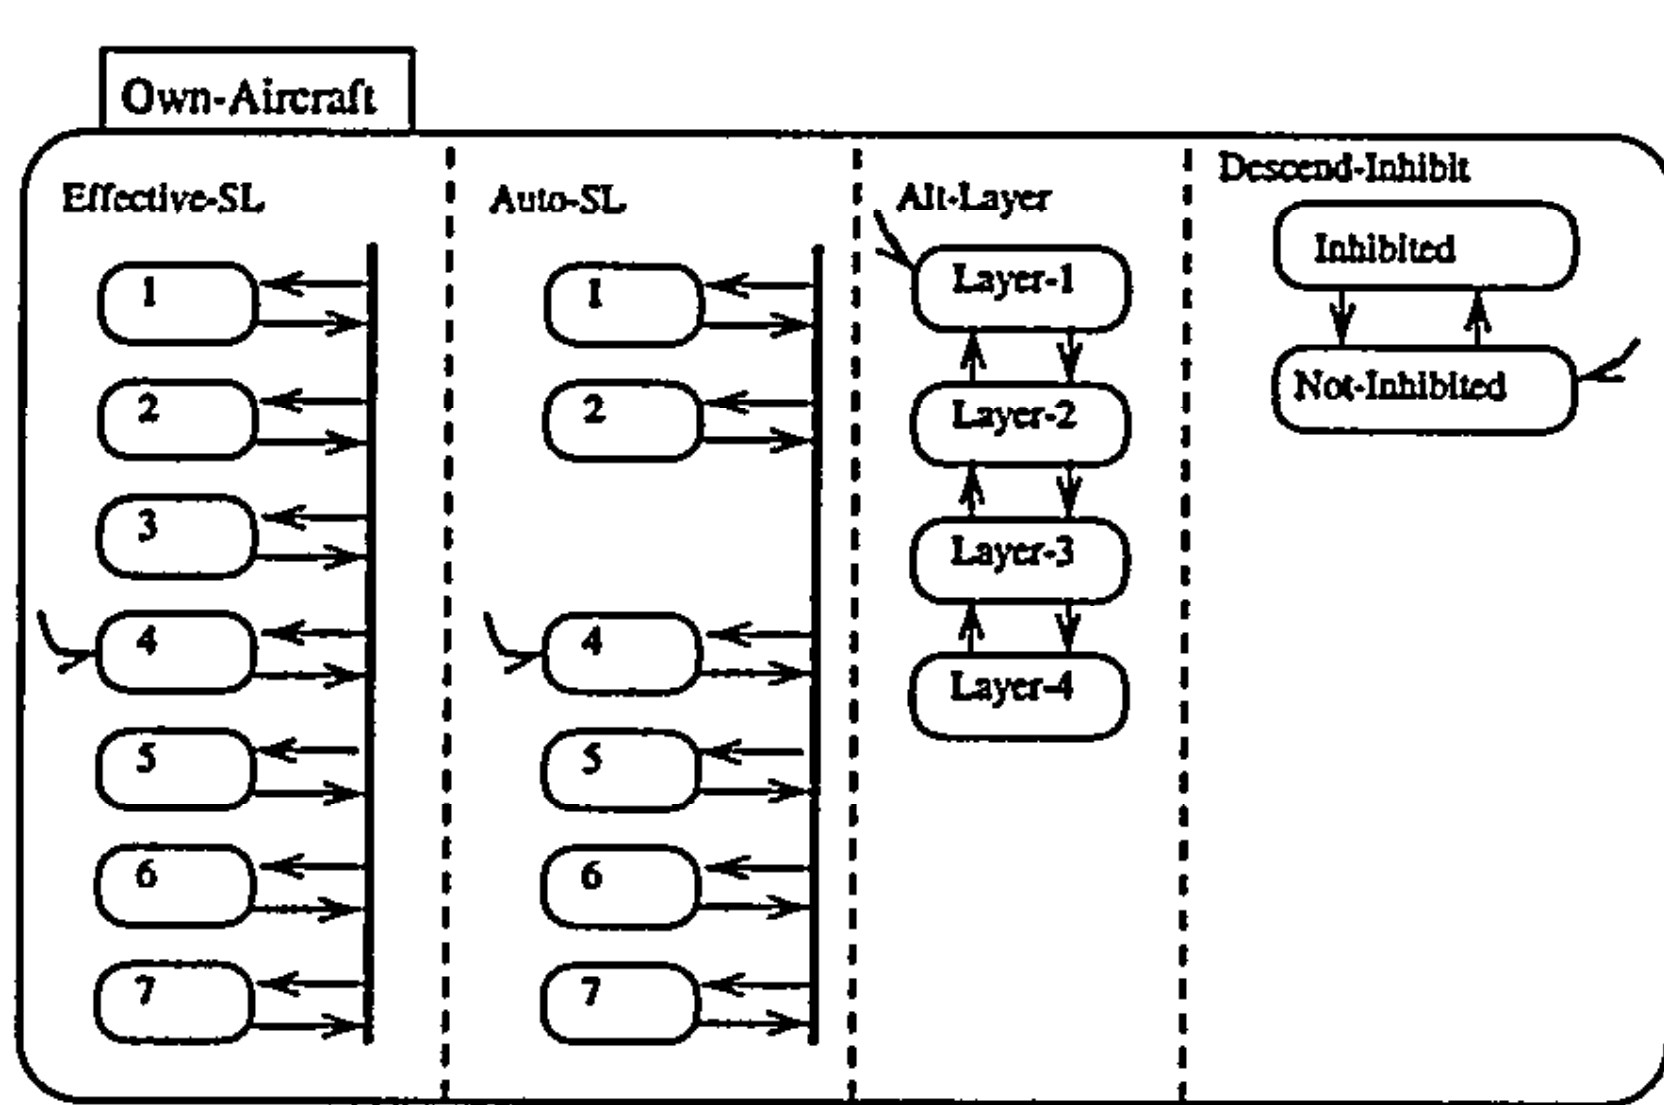 Own-Aircraft
Effective-SL
1
2
3
4
5
6
7
Auto-SL
1
2
4
5
6
7
Alt-Layer
Layer-1
Layer-2
Layer-3
Layer-4
Descend-Inhibit
Inhibited
Not-Inhibited